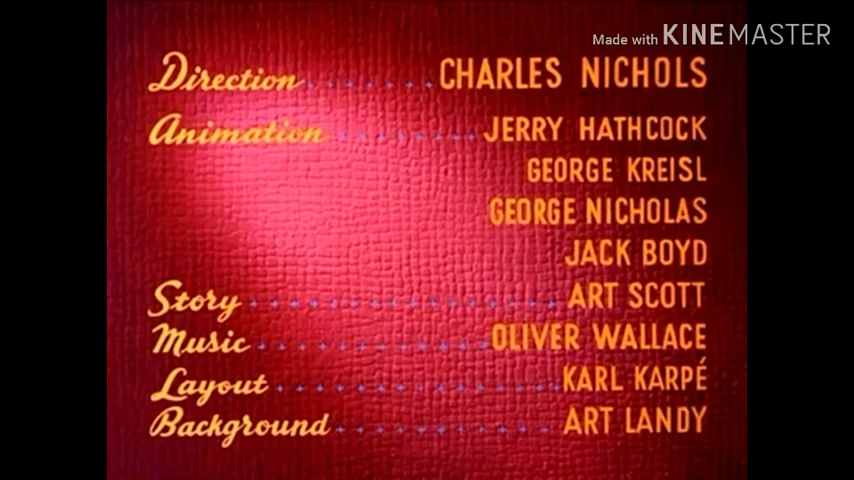 Made with KINEMASTER
Direction ...... CHARLES NICHOLS
Animation ....... JERRY HATHCOCK
GEORGE KREISL
GEORGE NICHOLAS
JACK BOYD
Story ................ ART SCOTT
Music ............ OLIVER WALLACE
Layout ............... KARL KARPÉ
Background ........... ART LANDY